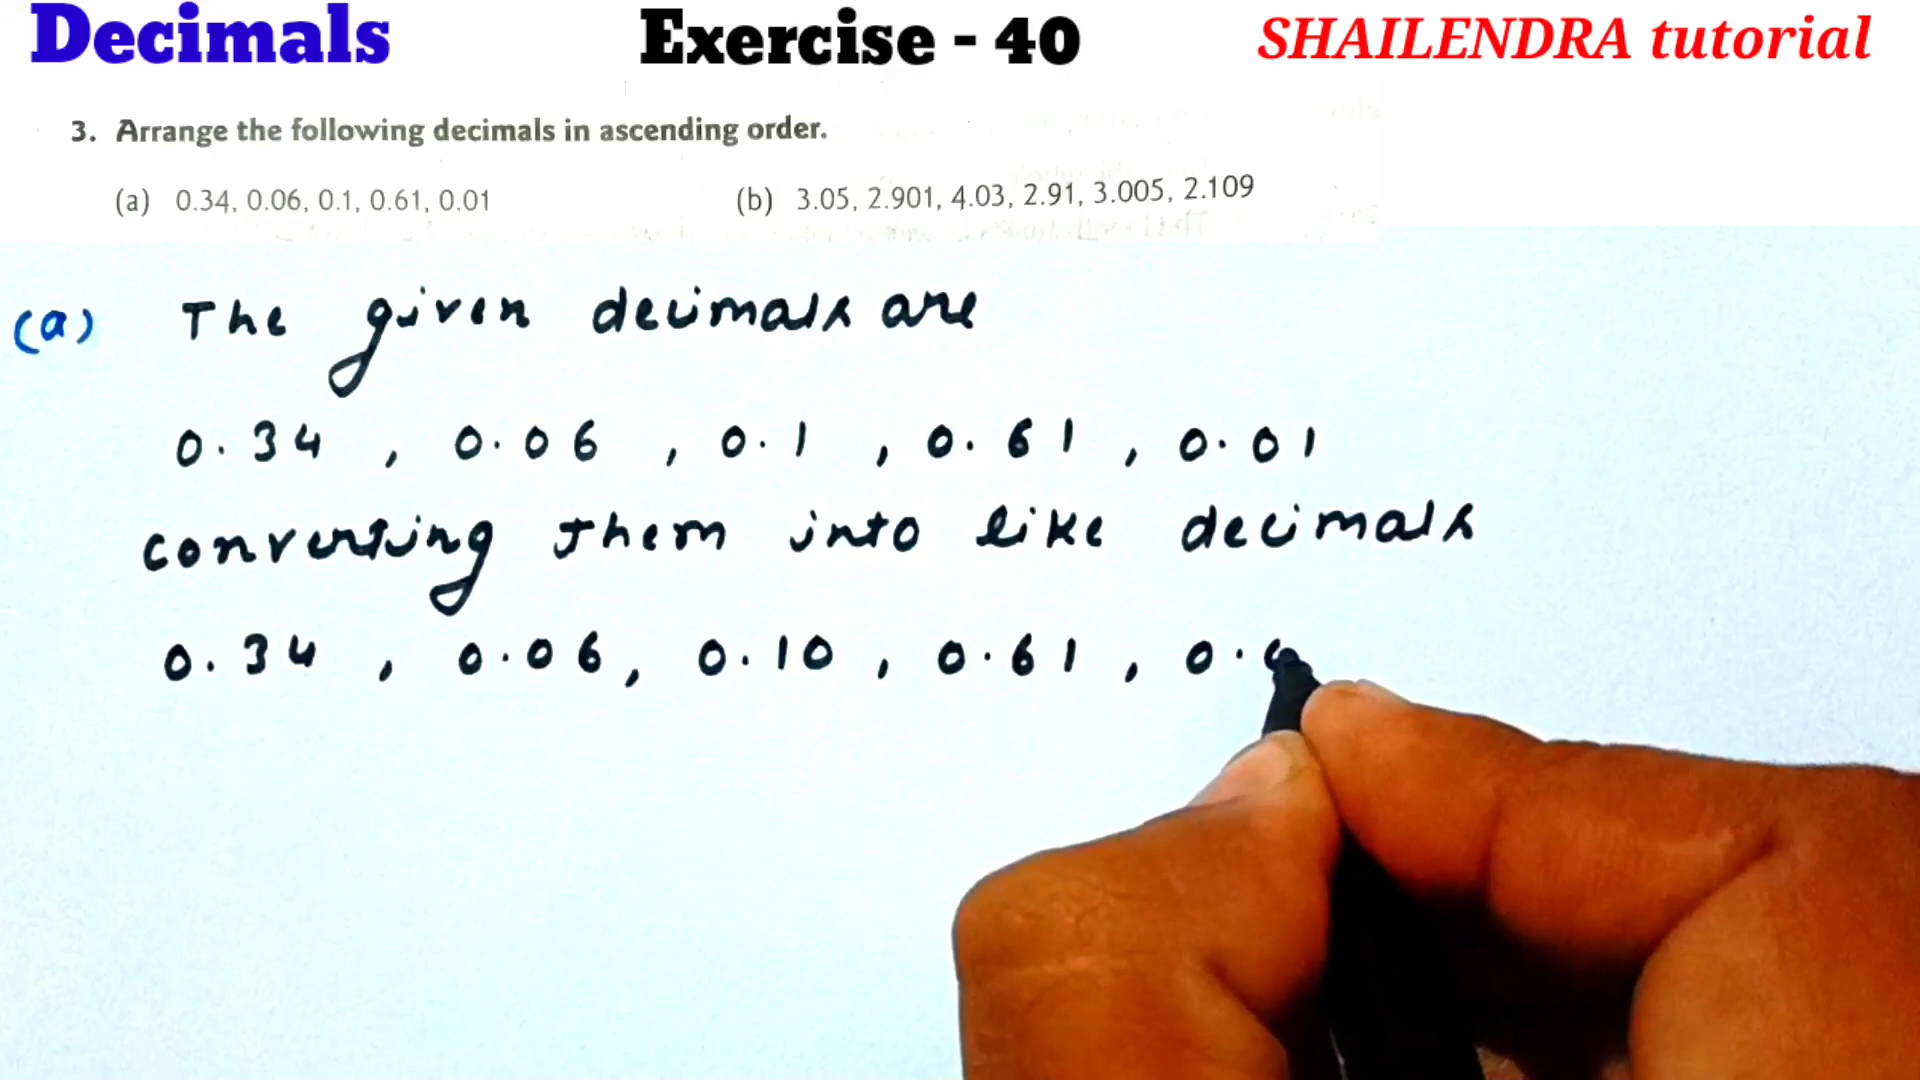 Decimals Exercise - 40 SHAILENDRA tutorial
3. Arrange the following decimals in ascending order.
(a) 0.34, 0.06, 0.1, 0.61, 0.01 (b) 3.05, 2.901, 4.03, 2.91, 3.005, 2.109
(a) The given decimals are
0.34 , 0.06 , 0.1 , 0.61 , 0.01
converting them into like decimals
0.34 , 0.06, 0.10 , 0.61 , 0.